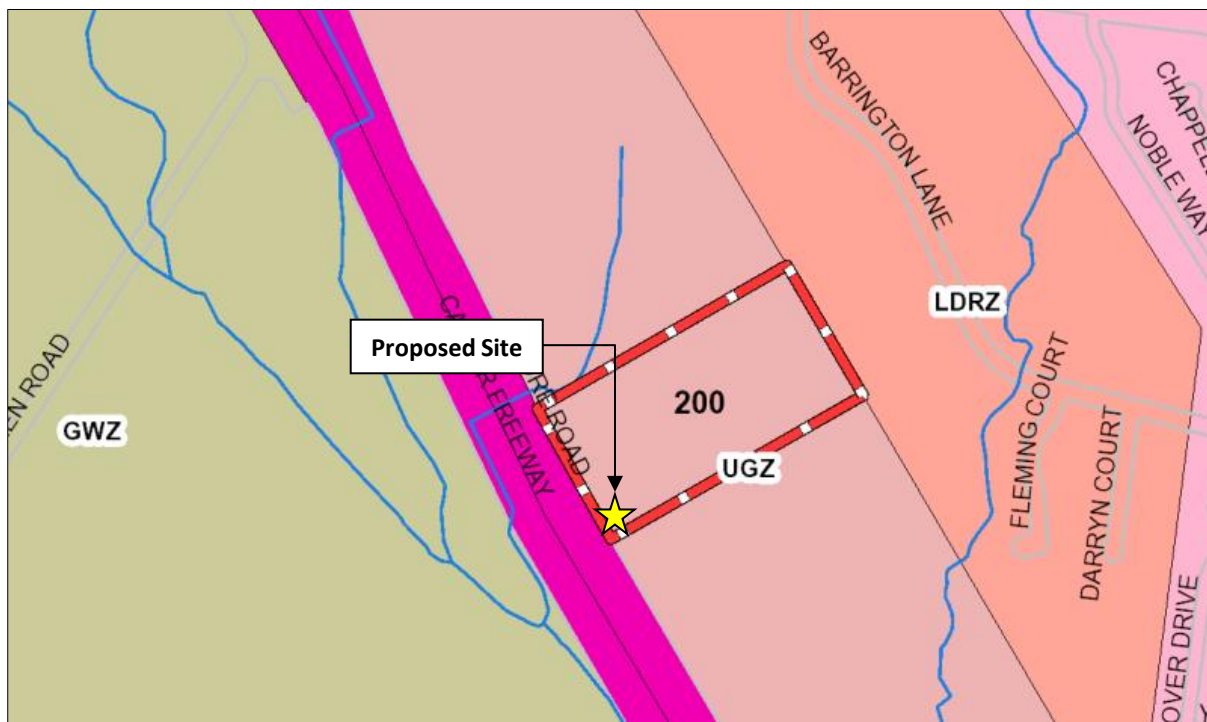 BARRINGTON LANE
CHAPPEL
NOBLE WAY
LDRZ
Proposed Site
FREEWAY
ROAD
200
EN ROAD
GWZ
UGZ
FLEMING COURT
DARRYN COURT
OVER DRIVE